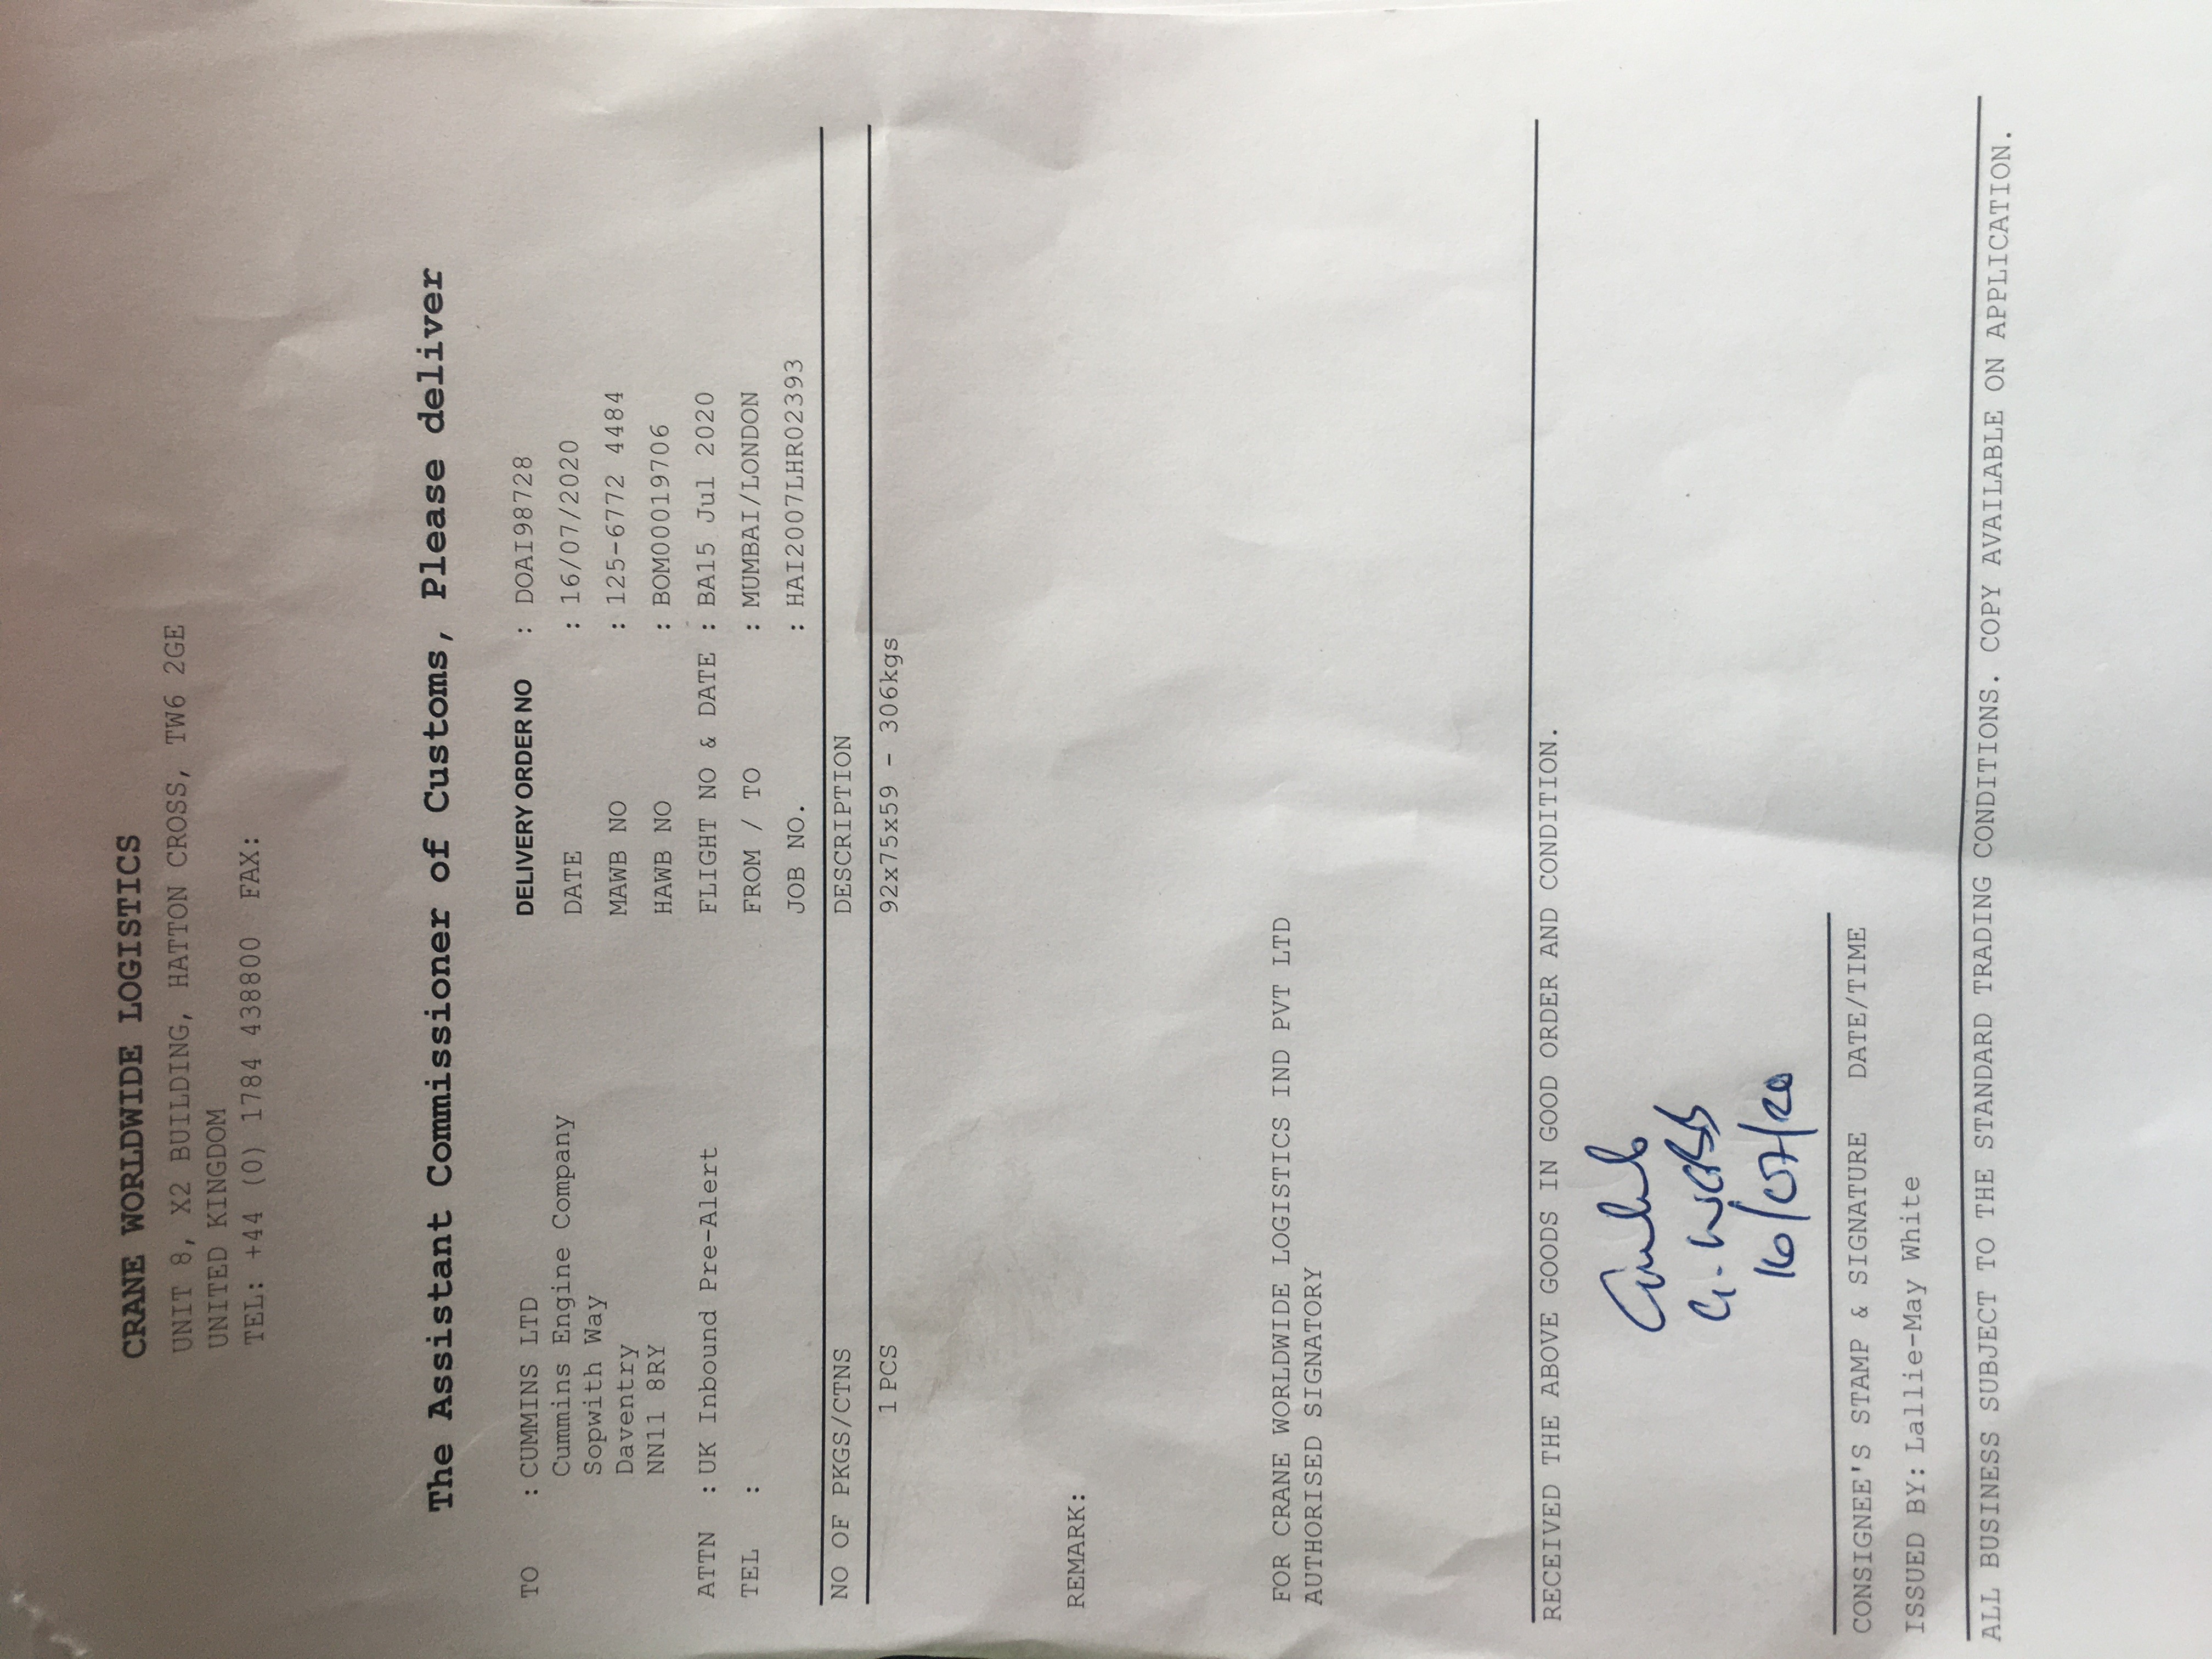 CRANE WORLDWIDE LOGISTICS
UNIT 8, X2 BUILDING, HATTON CROSS, TW6 2GE
UNITED KINGDOM
TEL: +44 (0) 1784 438800 FAX:
The Assistant Commissioner of Customs, Please deliver
TO : CUMMINS LTD
Cummins Engine Company
Sopwith Way
Daventry
NN11 8RY
ATTN : UK Inbound Pre-Alert
TEL :
DELIVERY ORDER NO : DOAI98728
DATE : 16/07/2020
MAWB NO : 125-6772 4484
HAWB NO : BOM00019706
FLIGHT NO & DATE : BA15 Jul 2020
FROM / TO : MUMBAI/LONDON
JOB NO. : HAI2007LHR02393
NO OF PKGS/CTNS DESCRIPTION
1 PCS 92x75x59 - 306kgs
REMARK:
FOR CRANE WORLDWIDE LOGISTICS IND PVT LTD
AUTHORISED SIGNATORY
RECEIVED THE ABOVE GOODS IN GOOD ORDER AND CONDITION.
G. WEBB
16/07/20
CONSIGNEE'S STAMP & SIGNATURE DATE/TIME
ISSUED BY: Lallie-May White
ALL BUSINESS SUBJECT TO THE STANDARD TRADING CONDITIONS. COPY AVAILABLE ON APPLICATION.